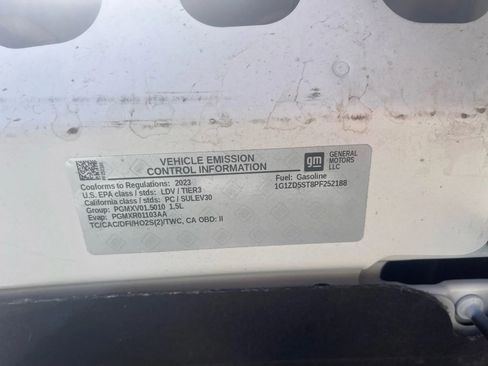 VEHICLE EMISSION
CONTROL INFORMATION
gm
GENERAL
MOTORS
LLC
Conforms to Regulations: 2023
Fuel: Gasoline
U.S. EPA class / stds: LDV / TIER3
1G1ZD5ST8PF252188
California class / stds: PC / SULEV30
Group: PGMXV01.5010 1.5L
Evap: PGMXR01103AA
TC/CAC/DFI/HO2S(2)/TWC, CA OBD: II